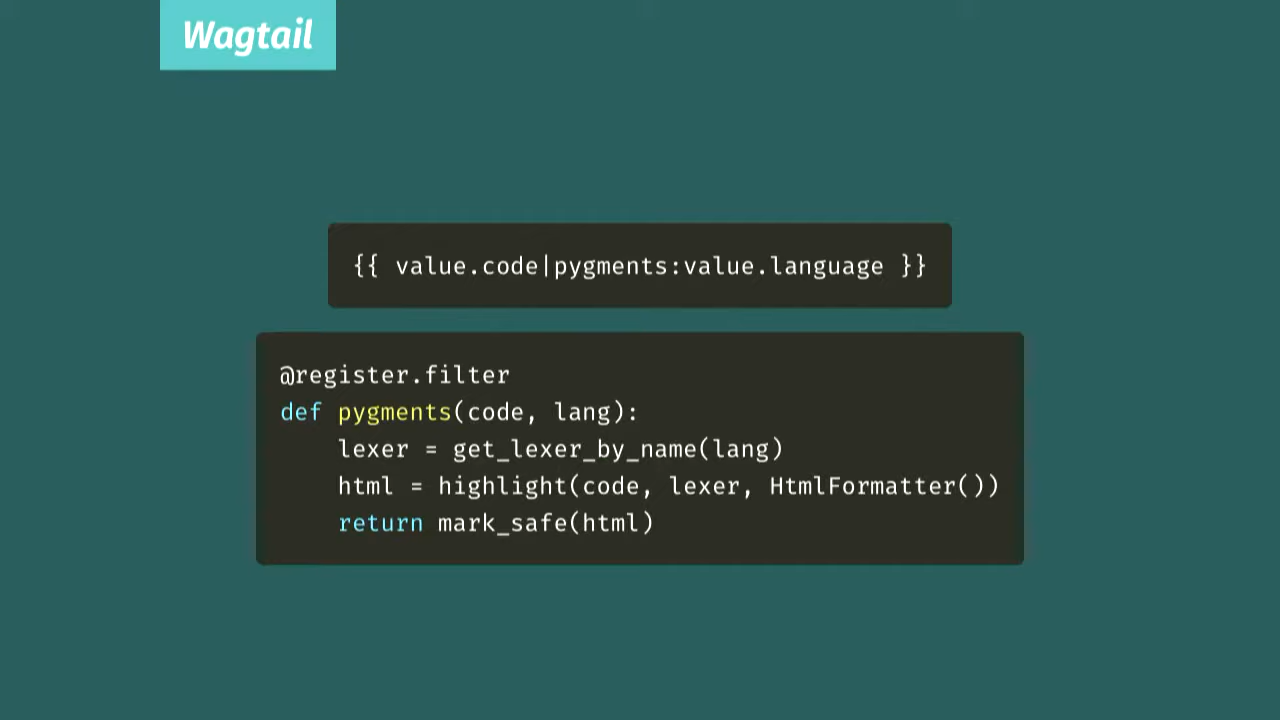 Wagtail
{{ value.code|pygments:value.language }}
@register.filter
def pygments(code, lang):
    lexer = get_lexer_by_name(lang)
    html = highlight(code, lexer, HtmlFormatter())
    return mark_safe(html)